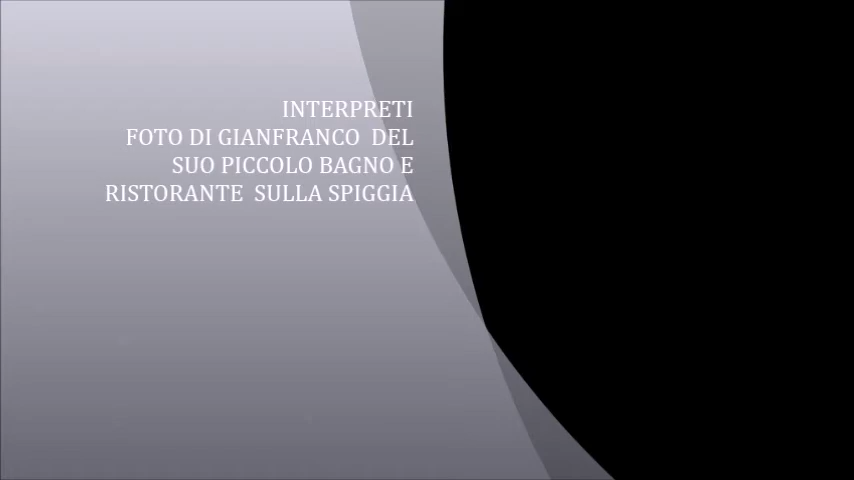 INTERPRETI
FOTO DI GIANFRANCO  DEL
SUO PICCOLO BAGNO E
RISTORANTE  SULLA SPIGGIA